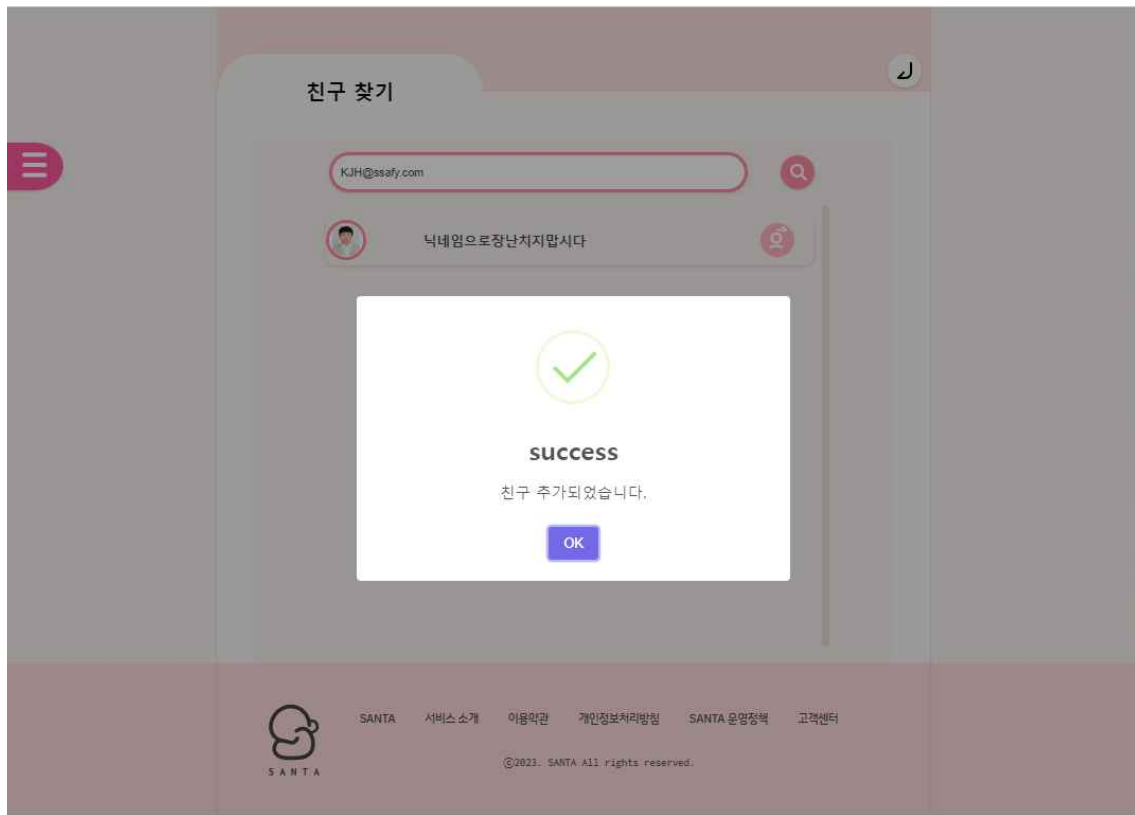 친구 찾기
KJH@ssafy.com
닉네임으로장난치지맙시다
success
친구 추가되었습니다.
OK
SANTA 서비스 소개 이용약관 개인정보처리방침 SANTA 운영정책 고객센터
ⓒ2023. SANTA All rights reserved.
SANTA